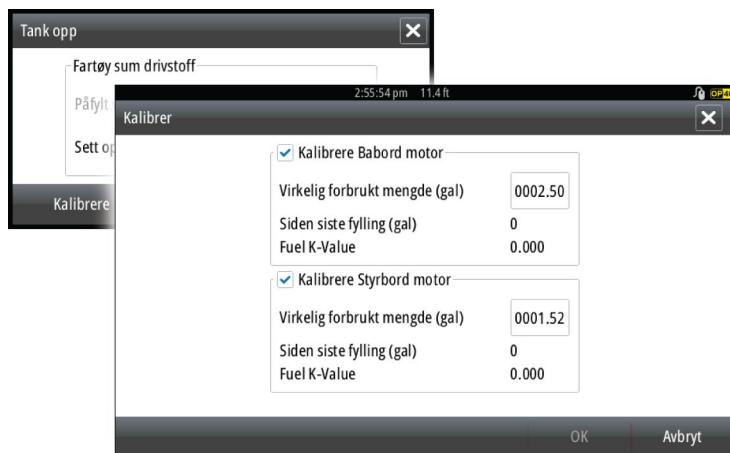 Tank opp
Fartøy sum drivstoff
Påfylt
Sett
Kalibrere
2:55:54 pm 11.4 ft
Kalibrer
Kalibrere Babord motor
Virkelig forbrukt mengde (gal) 0002.50
Siden siste fylling (gal) 0
Fuel K-Value 0.000
Kalibrere Styrbord motor
Virkelig forbrukt mengde (gal) 0001.52
Siden siste fylling (gal) 0
Fuel K-Value 0.000
OK Avbryt